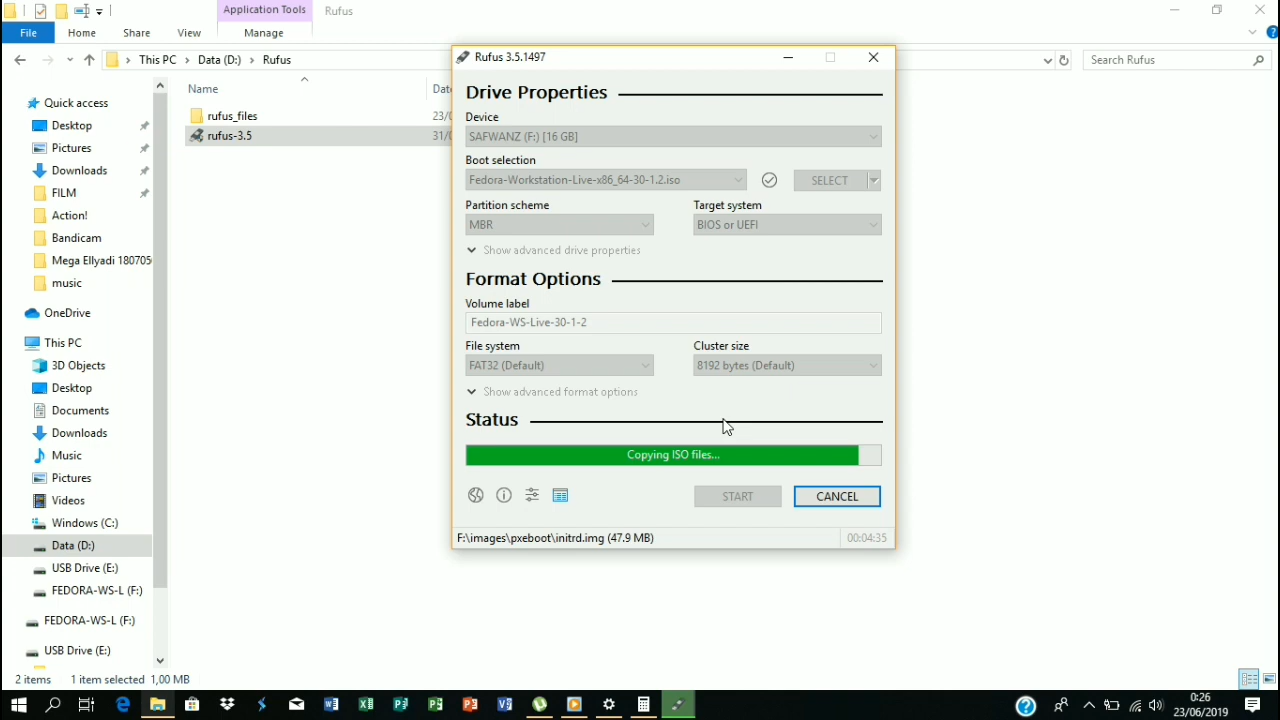 Application Tools
Rufus
File
Home
Share
View
Manage
This PC
Data (D:)
Rufus
Search Rufus
Quick access
Desktop
Pictures
Downloads
FILM
Action!
Bandicam
Mega Ellyadi 180705
music
OneDrive
This PC
3D Objects
Desktop
Documents
Downloads
Music
Pictures
Videos
Windows (C:)
Data (D:)
USB Drive (E:)
FEDORA-WS-L (F:)
FEDORA-WS-L (F:)
USB Drive (E:)
Name
rufus_files
23/0
rufus-3.5
31/0
Rufus 3.5.1497
Drive Properties
Device
SAFWANZ (F:) [16 GB]
Boot selection
Fedora-Workstation-Live-x86_64-30-1.2.iso
SELECT
Partition scheme
Target system
MBR
BIOS or UEFI
Show advanced drive properties
Format Options
Volume label
Fedora-WS-Live-30-1-2
File system
Cluster size
FAT32 (Default)
8192 bytes (Default)
Show advanced format options
Status
Copying ISO files...
START
CANCEL
F:\images\pxeboot\initrd.img (47.9 MB)
00:04:35
2 items
1 item selected 1,00 MB
0:26
23/06/2019